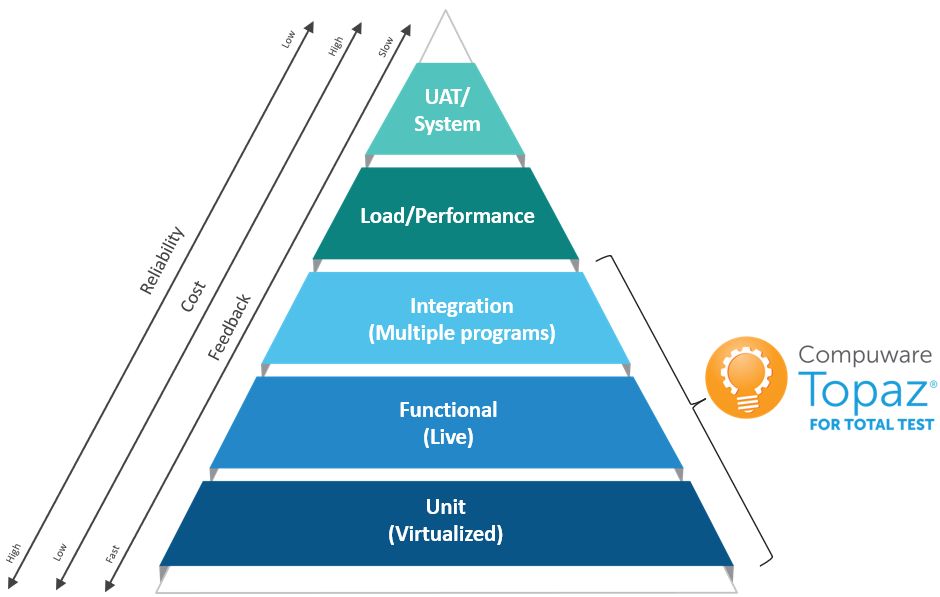 Low
High
Slow
Reliability
Cost
Feedback
High
Low
Fast
UAT/
System
Load/Performance
Integration
(Multiple programs)
Functional
(Live)
Unit
(Virtualized)
Compuware
Topaz®
FOR TOTAL TEST